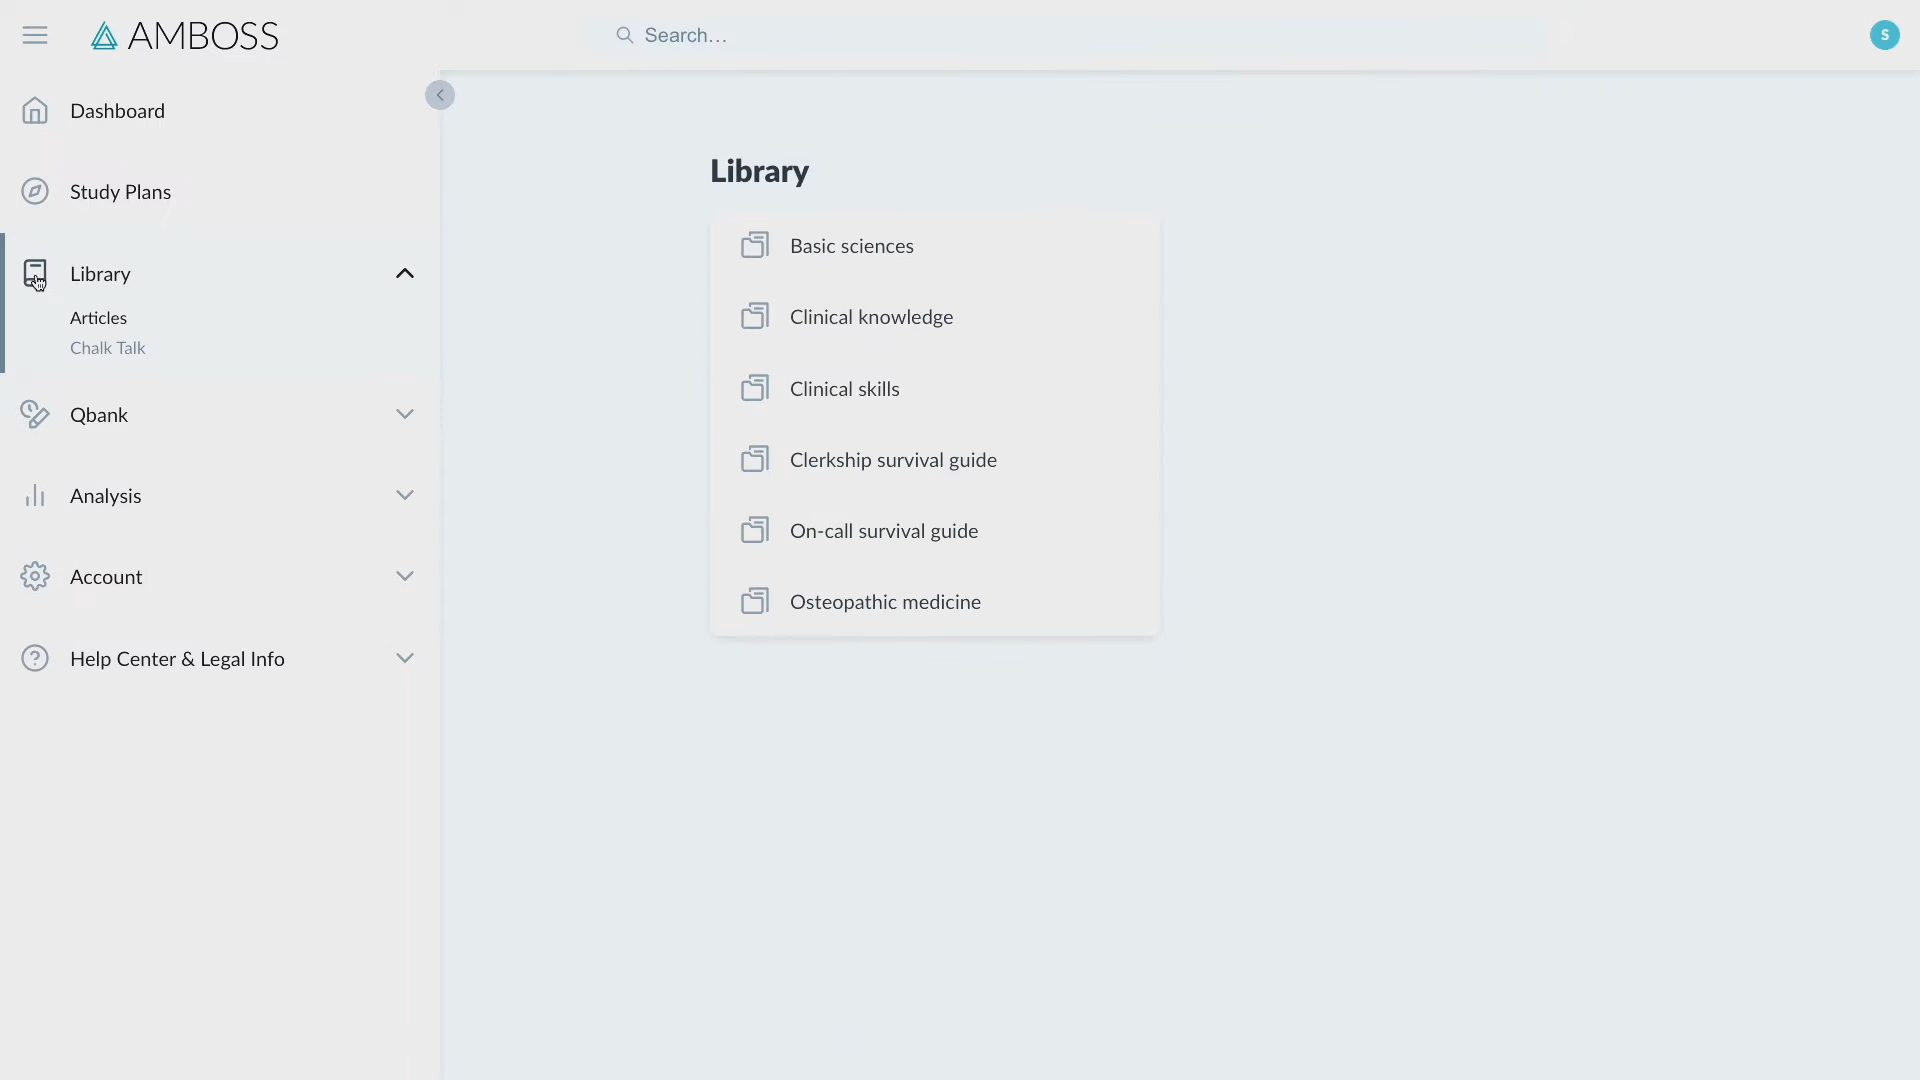 AMBOSS
Search...
S
Dashboard
Study Plans
Library
Articles
Chalk Talk
Qbank
Analysis
Account
Help Center & Legal Info
Library
Basic sciences
Clinical knowledge
Clinical skills
Clerkship survival guide
On-call survival guide
Osteopathic medicine